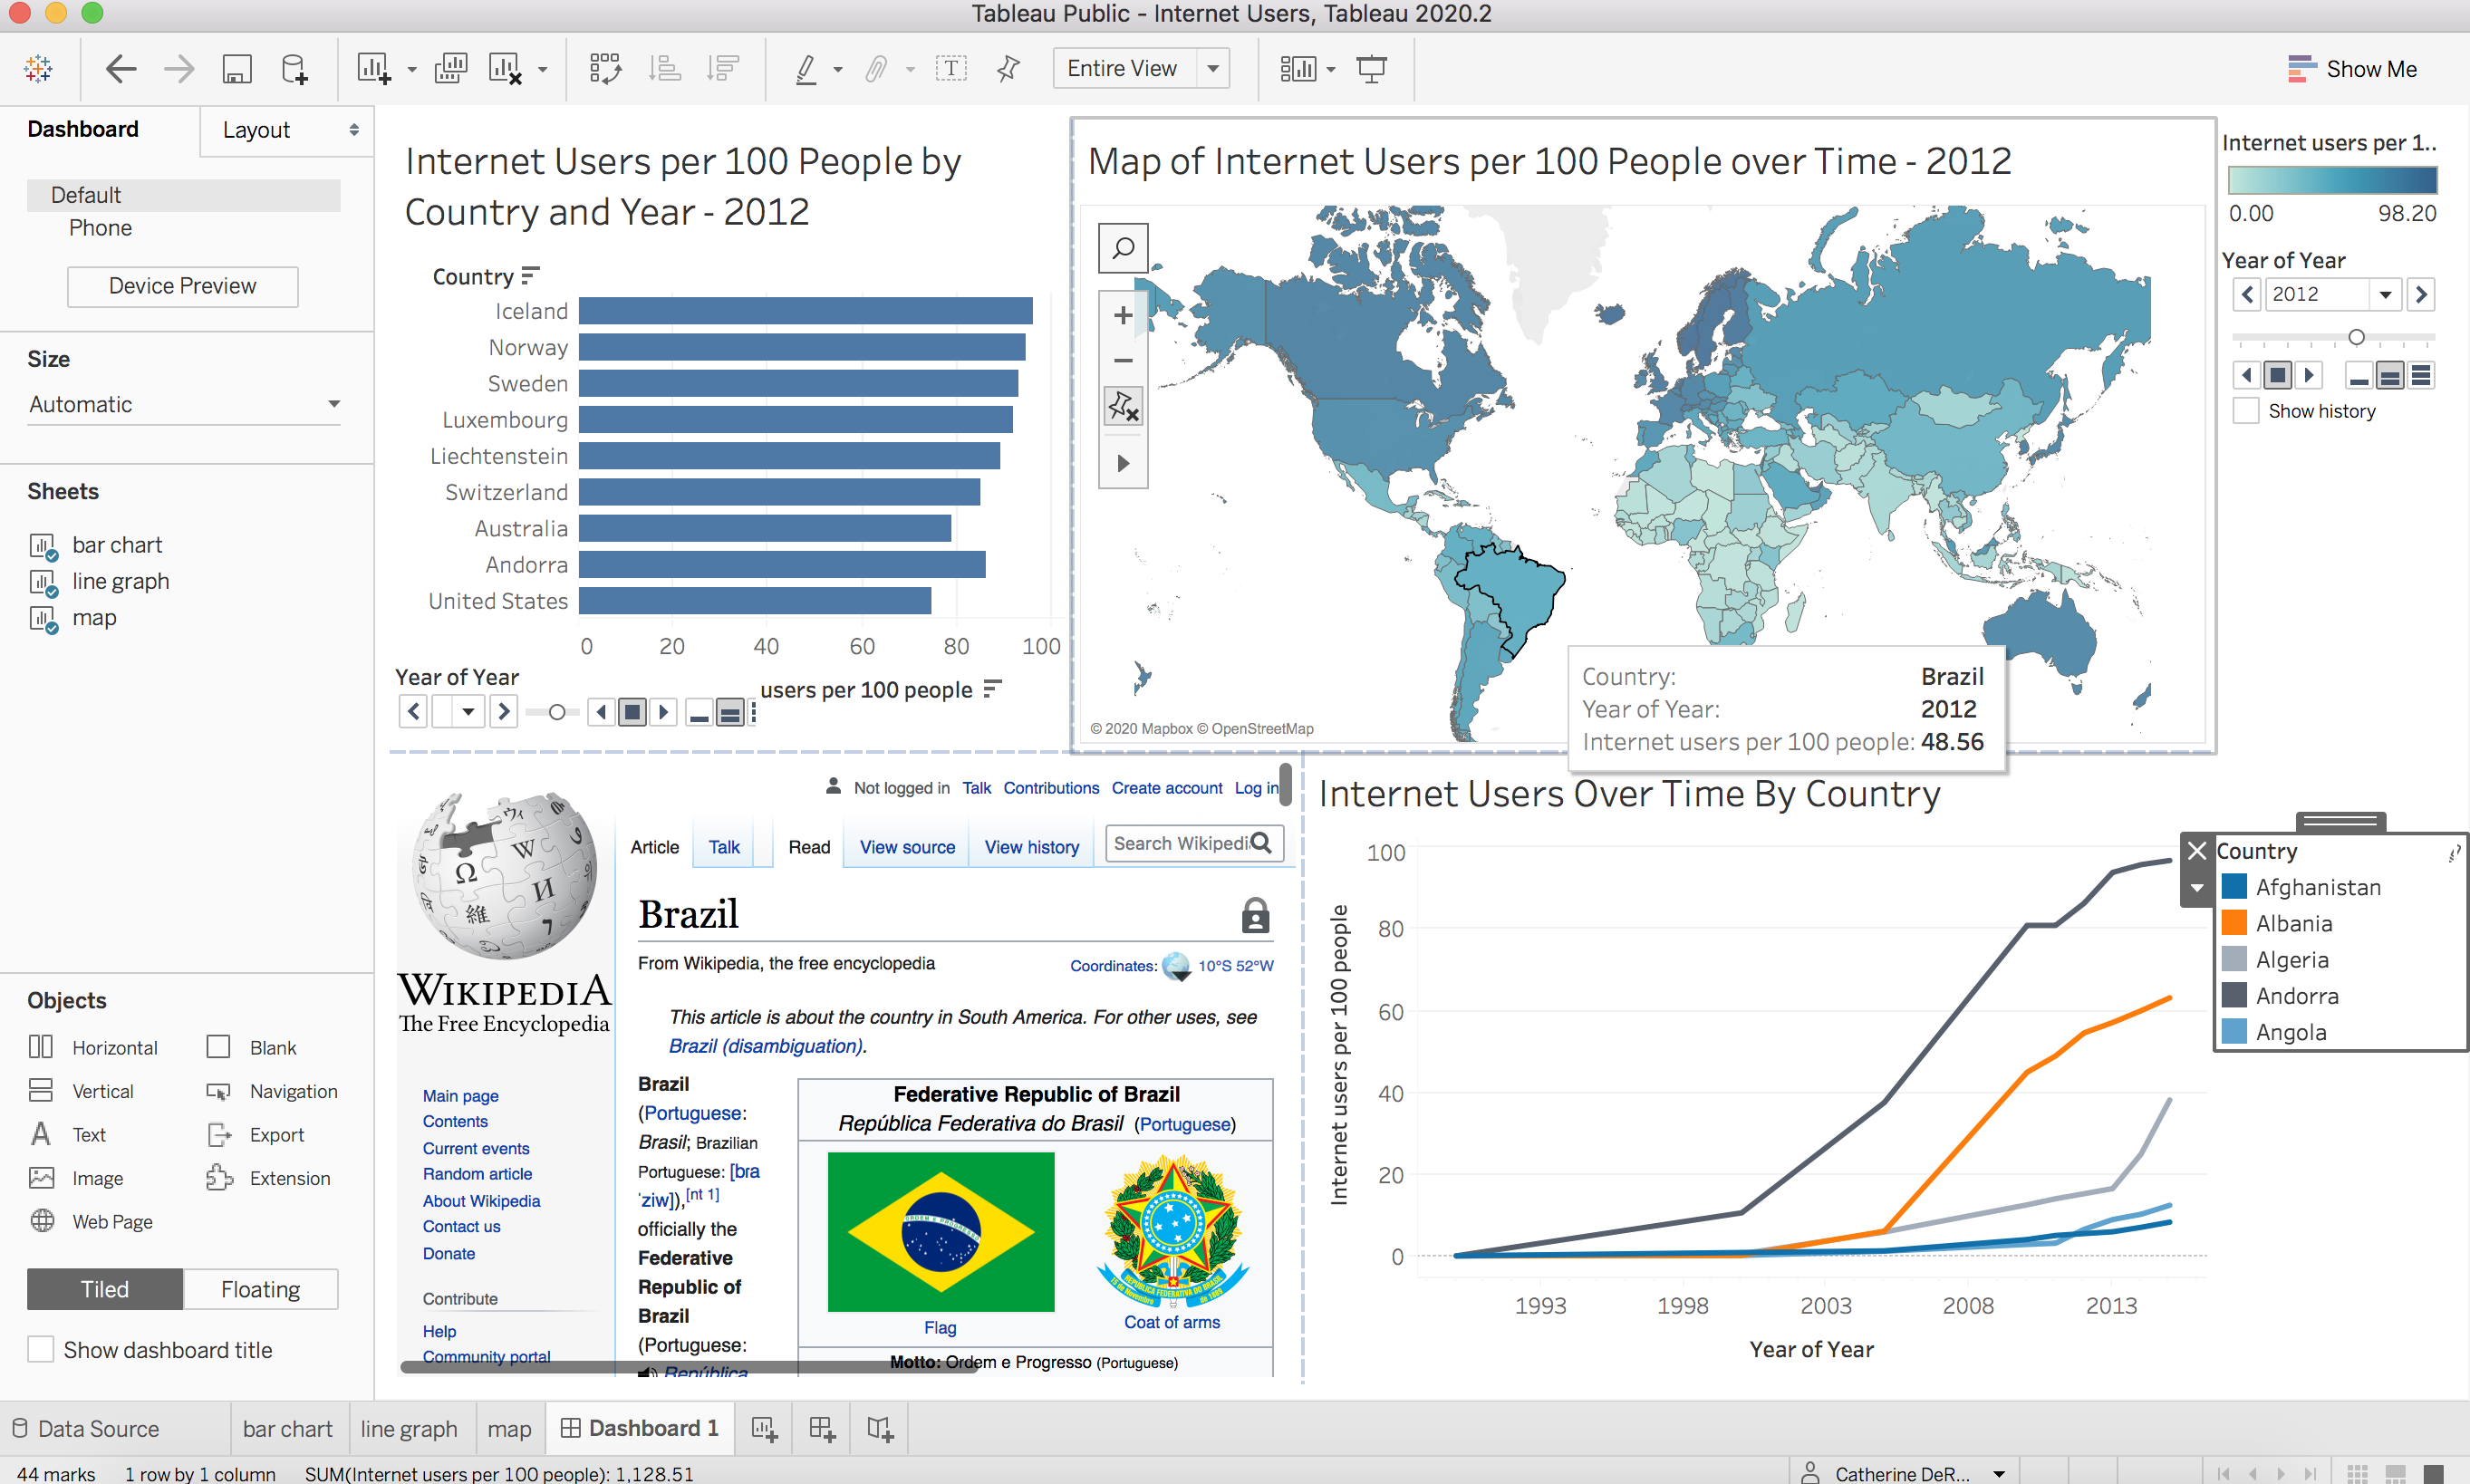 Tableau Public - Internet Users, Tableau 2020.2
Entire View
Show Me
Dashboard
Layout
Default
Phone
Device Preview
Size
Automatic
Sheets
bar chart
line graph
map
Objects
Horizontal
Blank
Vertical
Navigation
Text
Export
Image
Extension
Web Page
Tiled
Floating
Show dashboard title
Internet Users per 100 People by
Country and Year - 2012
Country
Iceland
Norway
Sweden
Luxembourg
Liechtenstein
Switzerland
Australia
Andorra
United States
0 20 40 60 80 100
users per 100 people
Year of Year
Map of Internet Users per 100 People over Time - 2012
© 2020 Mapbox © OpenStreetMap
Country: Brazil
Year of Year: 2012
Internet users per 100 people: 48.56
Internet users per 1..
0.00 98.20
Year of Year
2012
Show history
Not logged in Talk Contributions Create account Log in
Article Talk Read View source View history Search Wikipedi
WIKIPEDIA
The Free Encyclopedia
Main page
Contents
Current events
Random article
About Wikipedia
Contact us
Donate
Contribute
Help
Community portal
Brazil
From Wikipedia, the free encyclopedia
Coordinates: 10°S 52°W
This article is about the country in South America. For other uses, see
Brazil (disambiguation).
Brazil
(Portuguese:
Brasil; Brazilian
Portuguese: [bɾa
ˈziw]),[nt 1]
officially the
Federative
Republic of
Brazil
(Portuguese:
República
Federative Republic of Brazil
República Federativa do Brasil (Portuguese)
ORDEM E PROGRESSO
Flag
Coat of arms
Motto: Ordem e Progresso (Portuguese)
Internet Users Over Time By Country
Internet users per 100 people
100
80
60
40
20
0
1993 1998 2003 2008 2013
Year of Year
Country
Afghanistan
Albania
Algeria
Andorra
Angola
Data Source
bar chart
line graph
map
Dashboard 1
44 marks 1 row by 1 column SUM(Internet users per 100 people): 1,128.51
Catherine DeR...